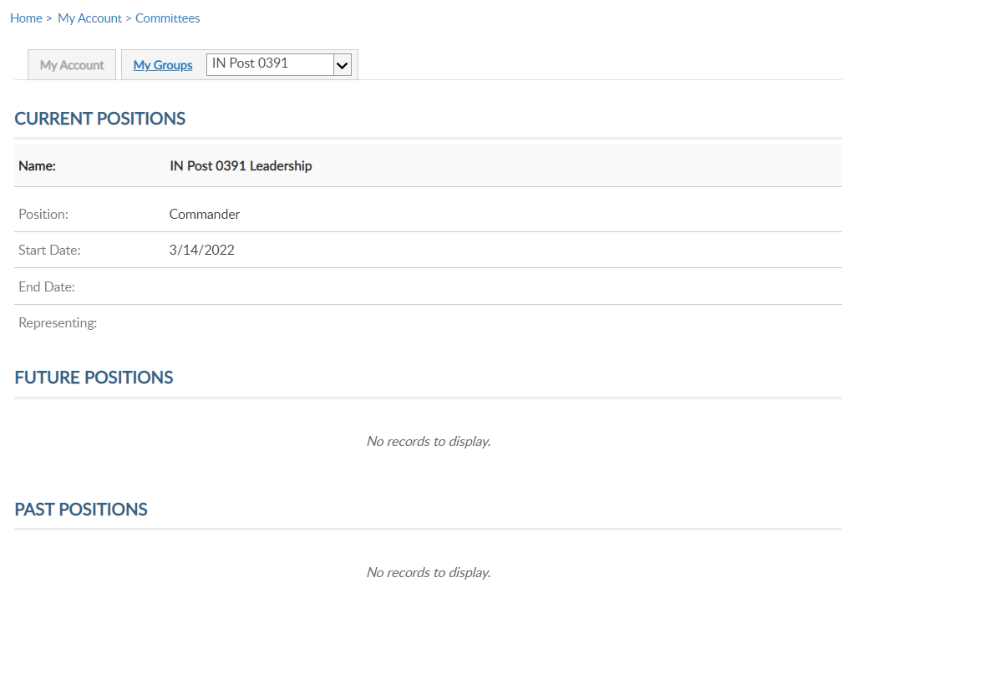 Home > My Account > Committees
My Account My Groups IN Post 0391
CURRENT POSITIONS
Name: IN Post 0391 Leadership
Position: Commander
Start Date: 3/14/2022
End Date:
Representing:
FUTURE POSITIONS
No records to display.
PAST POSITIONS
No records to display.